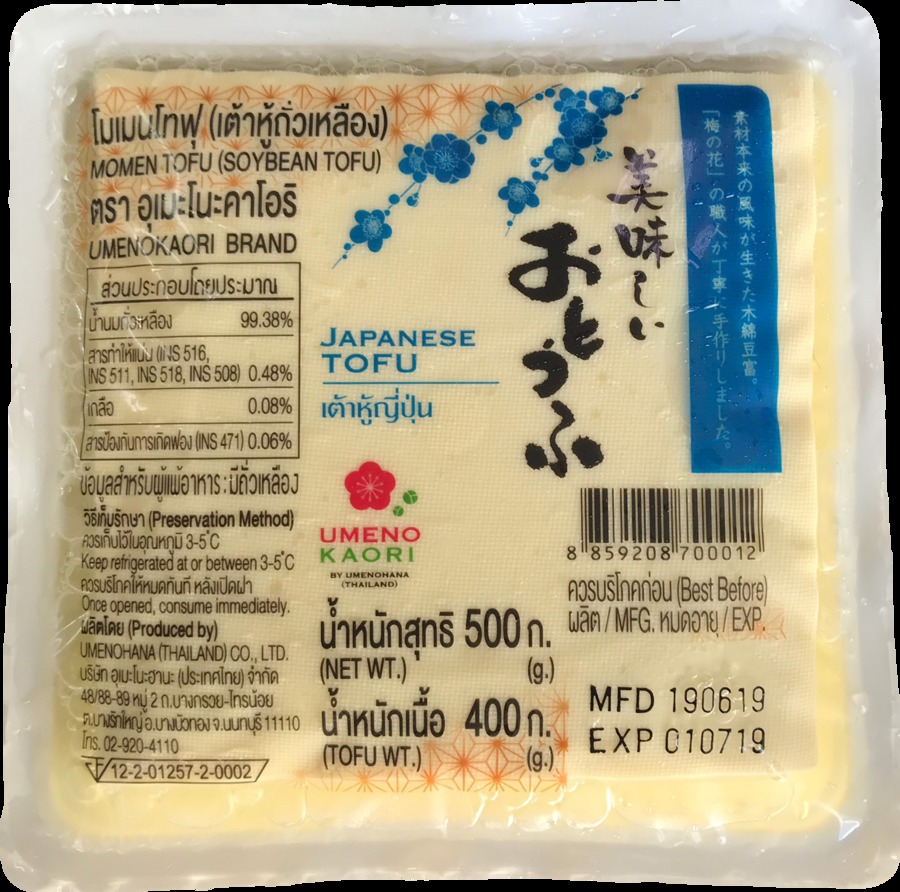 โมเมนโทฟุ (เต้าหู้ถั่วเหลือง)
MOMEN TOFU (SOYBEAN TOFU)
ตรา อุเมะโนะคาโอริ
UMENOKAORI BRAND
ส่วนประกอบโดยประมาณ
น้ำนมถั่วเหลือง 99.38%
สารทำให้แข็ง (INS 516,
INS 511, INS 518, INS 508) 0.48%
เกลือ 0.08%
สารป้องกันการเกิดฟอง (INS 471) 0.06%
ข้อมูลสำหรับผู้แพ้อาหาร : มีถั่วเหลือง
วิธีเก็บรักษา (Preservation Method)
ควรเก็บไว้ในอุณหภูมิ 3-5°C
Keep refrigerated at or between 3-5°C
ควรบริโภคให้หมดทันที หลังเปิดฝา
Once opened, consume immediately.
ผลิตโดย (Produced by)
UMENOHANA (THAILAND) CO., LTD.
บริษัท อุเมะโนะฮานะ (ประเทศไทย) จำกัด
48/88-89 หมู่ 2 ถ.บางกรวย-ไทรน้อย
ต.บางรักใหญ่ อ.บางบัวทอง จ.นนทบุรี 11110
โทร. 02-920-4110
12-2-01257-2-0002
JAPANESE
TOFU
เต้าหู้ญี่ปุ่น
UMENO
KAORI
BY UMENOHANA
(THAILAND)
น้ำหนักสุทธิ 500 ก.
(NET WT.) (g.)
น้ำหนักเนื้อ 400 ก.
(TOFU WT.) (g.)
素材本来の風味が生きた木綿豆富。
「梅の花」の職人が丁寧に手作りしました。
美味しい
おとうふ
8 859208 700012
ควรบริโภคก่อน (Best Before)
ผลิต / MFG. หมดอายุ / EXP.
MFD 190619
EXP 010719